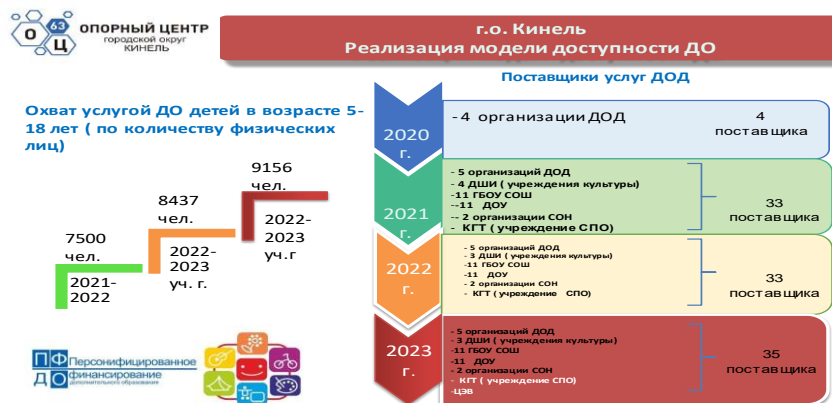 О 63 Ц
ОПОРНЫЙ ЦЕНТР
ГОРОДСКОЙ ОКРУГ
КИНЕЛЬ
г.о. Кинель
Реализация модели доступности ДО
Поставщики услуг ДОД
Охват услугой ДО детей в возрасте 5-
18 лет ( по количеству физических
лиц)
7500
чел.
2021-
2022
8437
чел.
2022-
2023
уч. г.
9156
чел.
2022-
2023
уч.г
2020
г.
- 4 организации ДОД
4
поставщика
2021
г.
- 5 организаций ДОД
- 4 ДШИ ( учреждения культуры)
-11 ГБОУ СОШ
--11 ДОУ
-- 2 организации СОН
- КГТ ( учреждение СПО)
33
поставщика
2022
г.
- 5 организаций ДОД
- 3 ДШИ ( учреждения культуры)
-11 ГБОУ СОШ
-11 ДОУ
- 2 организации СОН
- КГТ ( учреждение СПО)
33
поставщика
2023
г.
- 5 организаций ДОД
- 3 ДШИ ( учреждения культуры)
-11 ГБОУ СОШ
-11 ДОУ
- 2 организации СОН
- КГТ ( учреждение СПО)
-ЦЭВ
35
поставщика
ПФ Персонифицированное
ДО финансирование
дополнительного образования